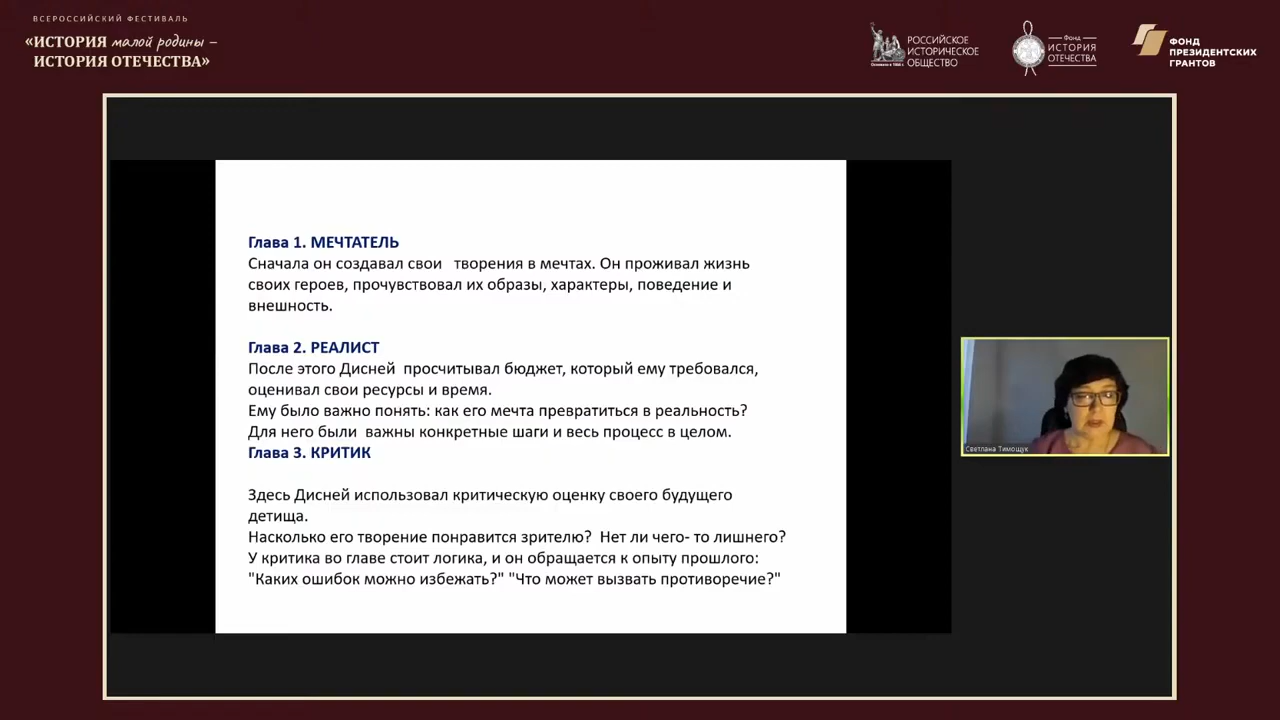 ВСЕРОССИЙСКИЙ ФЕСТИВАЛЬ
«ИСТОРИЯ малой родины –
ИСТОРИЯ ОТЕЧЕСТВА»
РОССИЙСКОЕ
ИСТОРИЧЕСКОЕ
ОБЩЕСТВО
Основано в 1866 г.
Фонд
ИСТОРИЯ
ОТЕЧЕСТВА
ФОНД
ПРЕЗИДЕНТСКИХ
ГРАНТОВ
Глава 1. МЕЧТАТЕЛЬ
Сначала он создавал свои   творения в мечтах. Он проживал жизнь
своих героев, прочувствовал их образы, характеры, поведение и
внешность.
Глава 2. РЕАЛИСТ
После этого Дисней  просчитывал бюджет, который ему требовался,
оценивал свои ресурсы и время.
Ему было важно понять: как его мечта превратиться в реальность?
Для него были  важны конкретные шаги и весь процесс в целом.
Глава 3. КРИТИК
Здесь Дисней использовал критическую оценку своего будущего
детища.
Насколько его творение понравится зрителю?  Нет ли чего- то лишнего?
У критика во главе стоит логика, и он обращается к опыту прошлого:
"Каких ошибок можно избежать?" "Что может вызвать противоречие?"
Светлана Тимощук